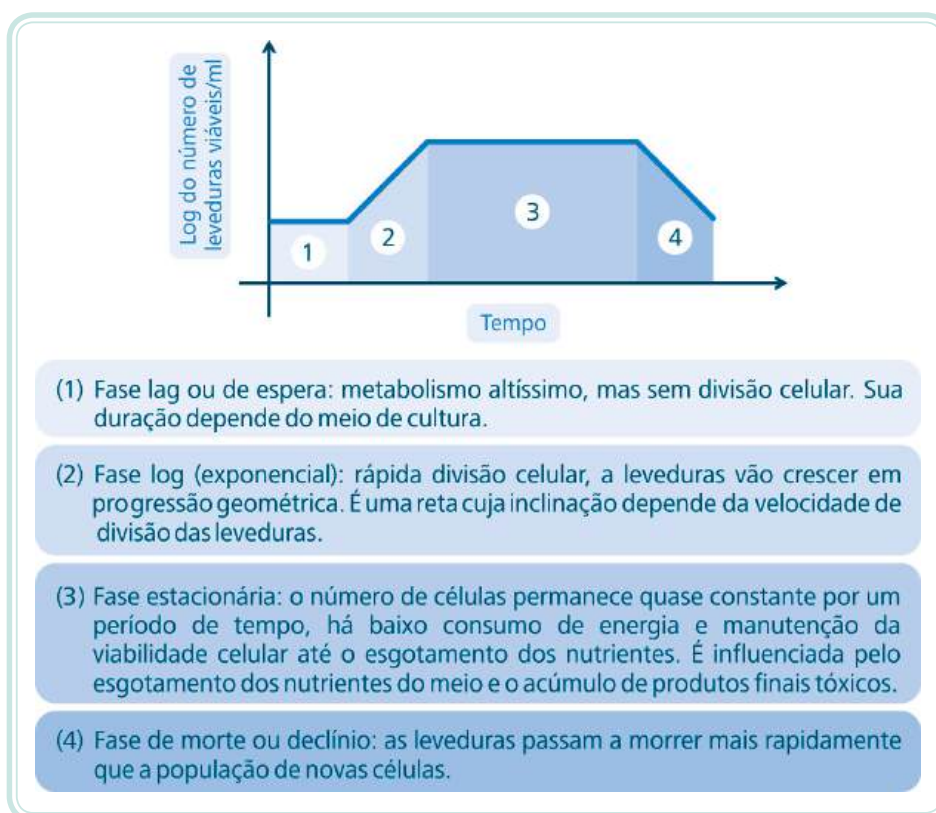 Log do número de
leveduras viáveis/ml
1
2
3
4
Tempo
(1) Fase lag ou de espera: metabolismo altíssimo, mas sem divisão celular. Sua
duração depende do meio de cultura.
(2) Fase log (exponencial): rápida divisão celular, a leveduras vão crescer em
progressão geométrica. É uma reta cuja inclinação depende da velocidade de
divisão das leveduras.
(3) Fase estacionária: o número de células permanece quase constante por um
período de tempo, há baixo consumo de energia e manutenção da
viabilidade celular até o esgotamento dos nutrientes. É influenciada pelo
esgotamento dos nutrientes do meio e o acúmulo de produtos finais tóxicos.
(4) Fase de morte ou declínio: as leveduras passam a morrer mais rapidamente
que a população de novas células.